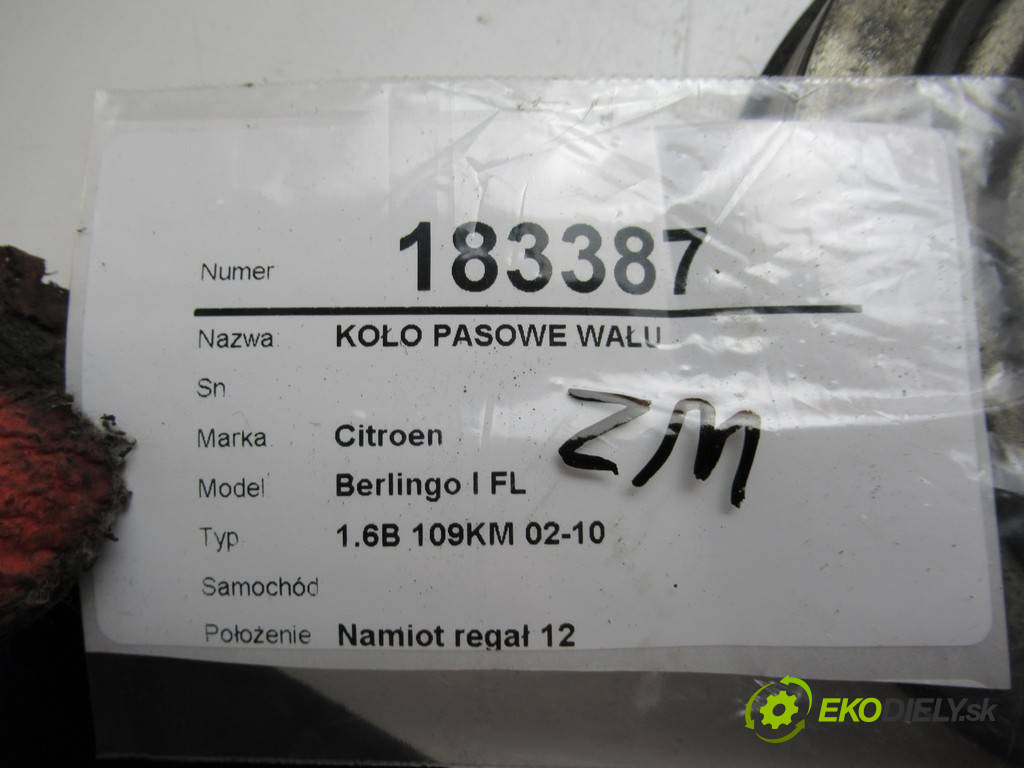 Numer 183387
Nazwa KOŁO PASOWE WAŁU
Sn
Marka Citroen
ZM
Model Berlingo I FL
Typ 1.6B 109KM 02-10
Samochód
Położenie Namiot regał 12
EKODIELY.sk